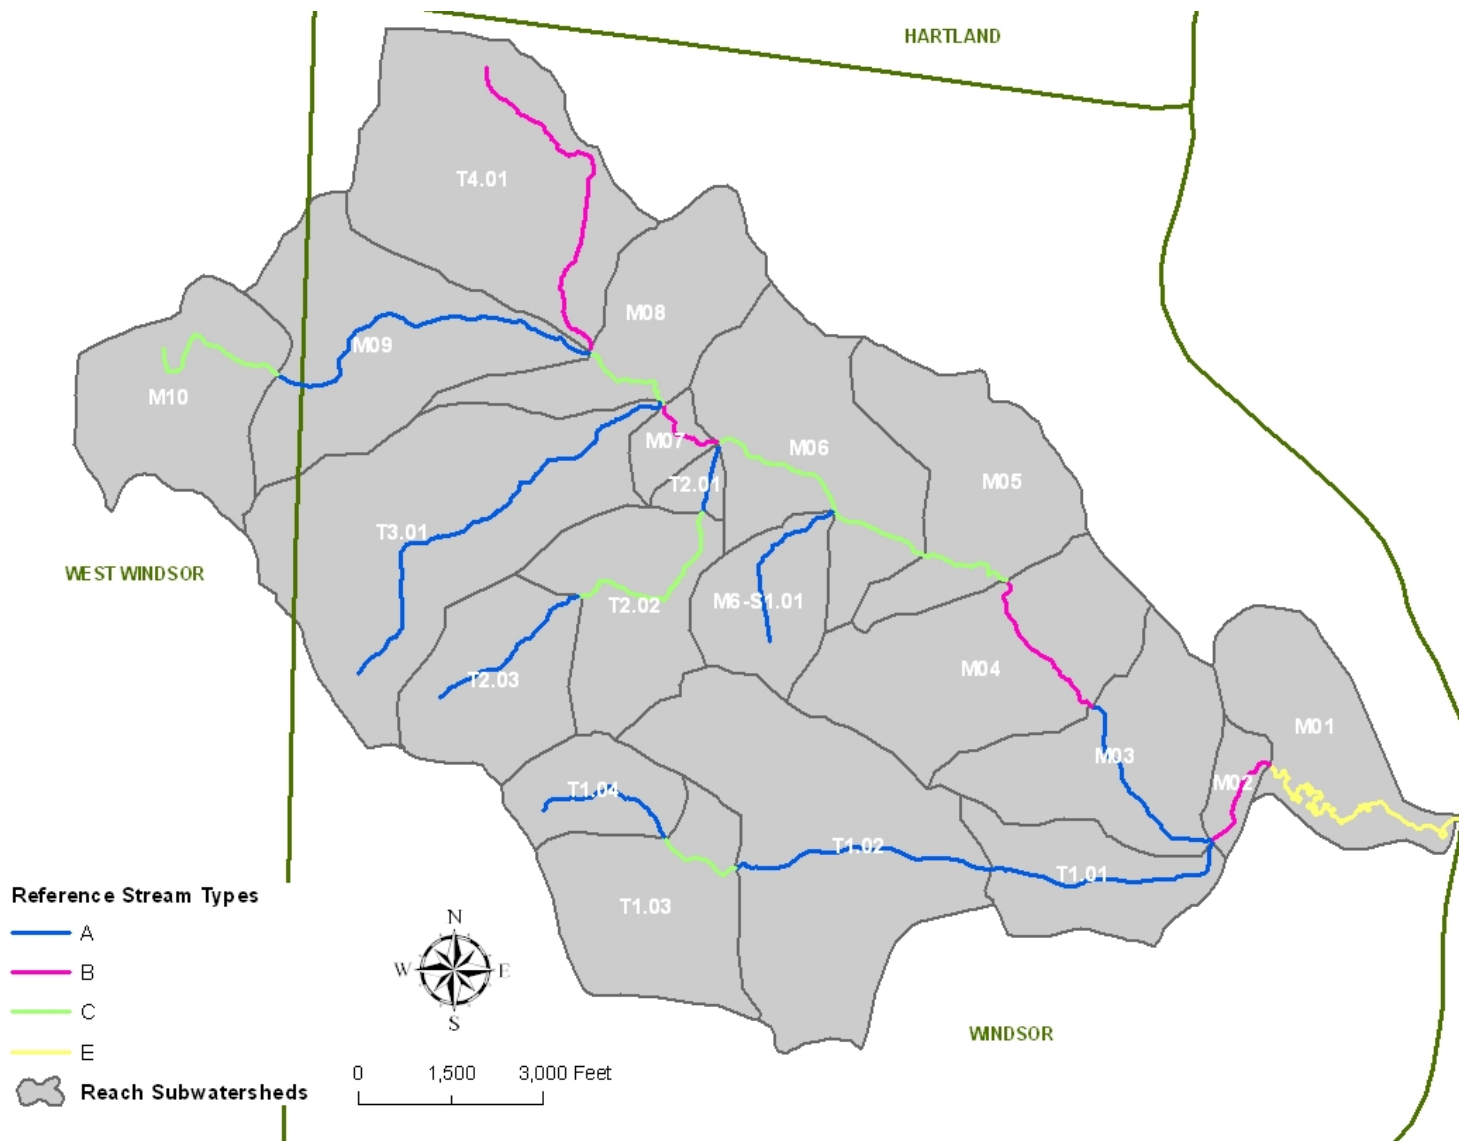 HARTLAND
T4.01
M08
M09
M10
M07
M06
T2.01
M05
T3.01
WEST WINDSOR
M6-S1.01
T2.02
M04
T2.03
M01
M03
M02
T1.04
T1.02
T1.01
Reference Stream Types
T1.03
A
N
B
W E
C
S
WINDSOR
E
0 1,500 3,000 Feet
Reach Subwatersheds